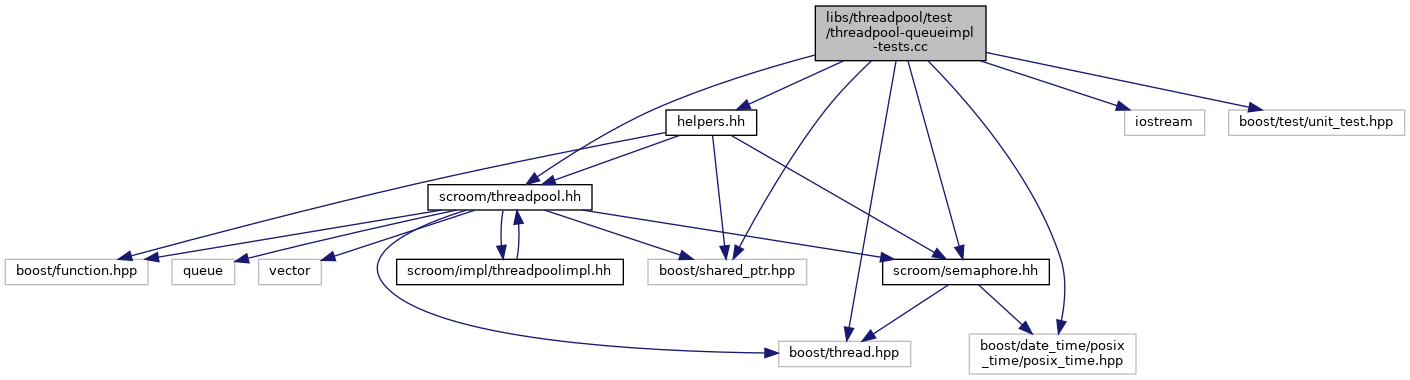 libs/threadpool/test
/threadpool-queueimpl
-tests.cc
helpers.hh
iostream
boost/test/unit_test.hpp
scroom/threadpool.hh
boost/function.hpp
queue
vector
scroom/impl/threadpoolimpl.hh
boost/shared_ptr.hpp
scroom/semaphore.hh
boost/thread.hpp
boost/date_time/posix
_time/posix_time.hpp